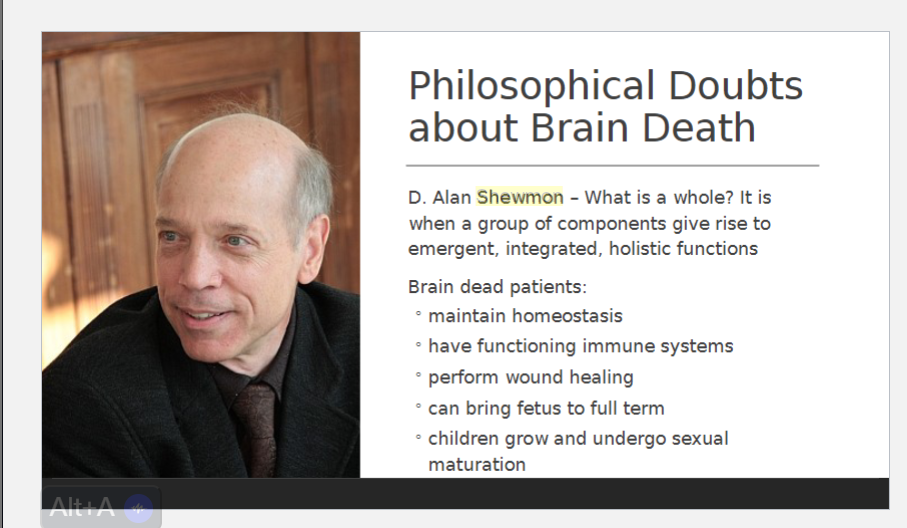 Philosophical Doubts
about Brain Death
D. Alan Shewmon – What is a whole? It is
when a group of components give rise to
emergent, integrated, holistic functions
Brain dead patients:
◦ maintain homeostasis
◦ have functioning immune systems
◦ perform wound healing
◦ can bring fetus to full term
◦ children grow and undergo sexual
maturation
Alt+A